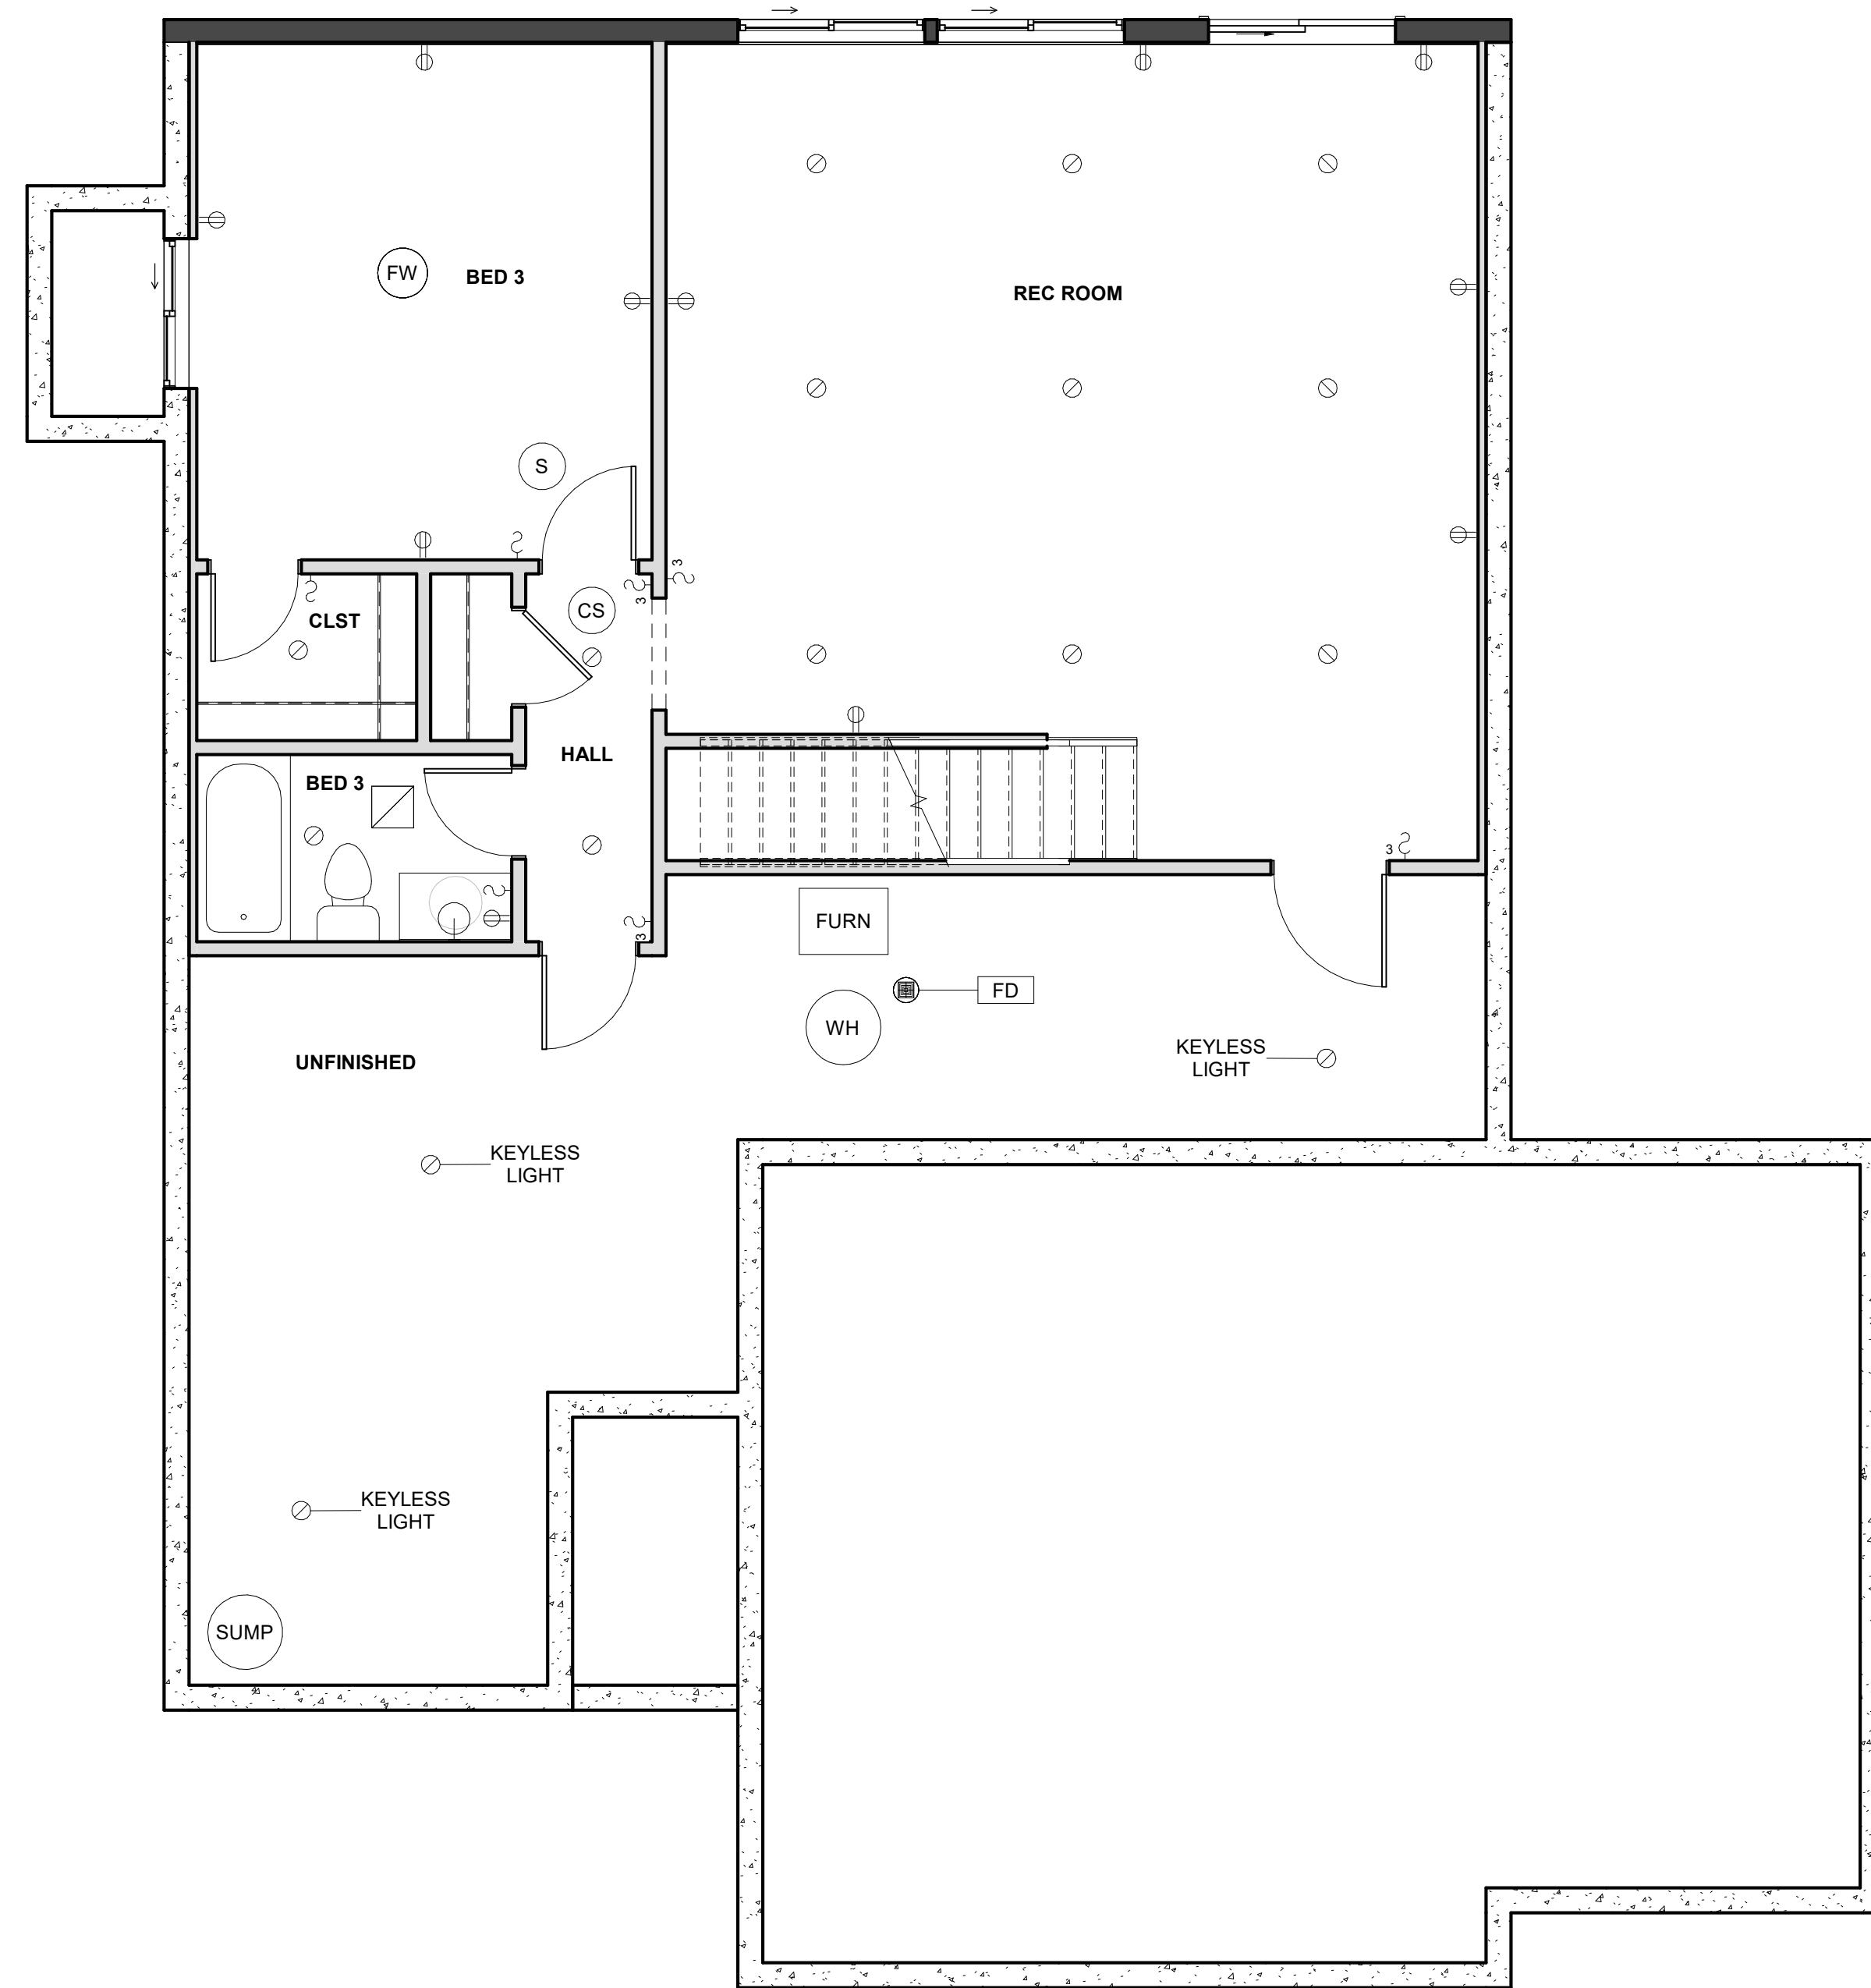 FW
BED 3
REC ROOM
S
3
3
CS
CLST
HALL
BED 3
3
3
FURN
FD
WH
KEYLESS
LIGHT
UNFINISHED
KEYLESS
LIGHT
KEYLESS
LIGHT
SUMP